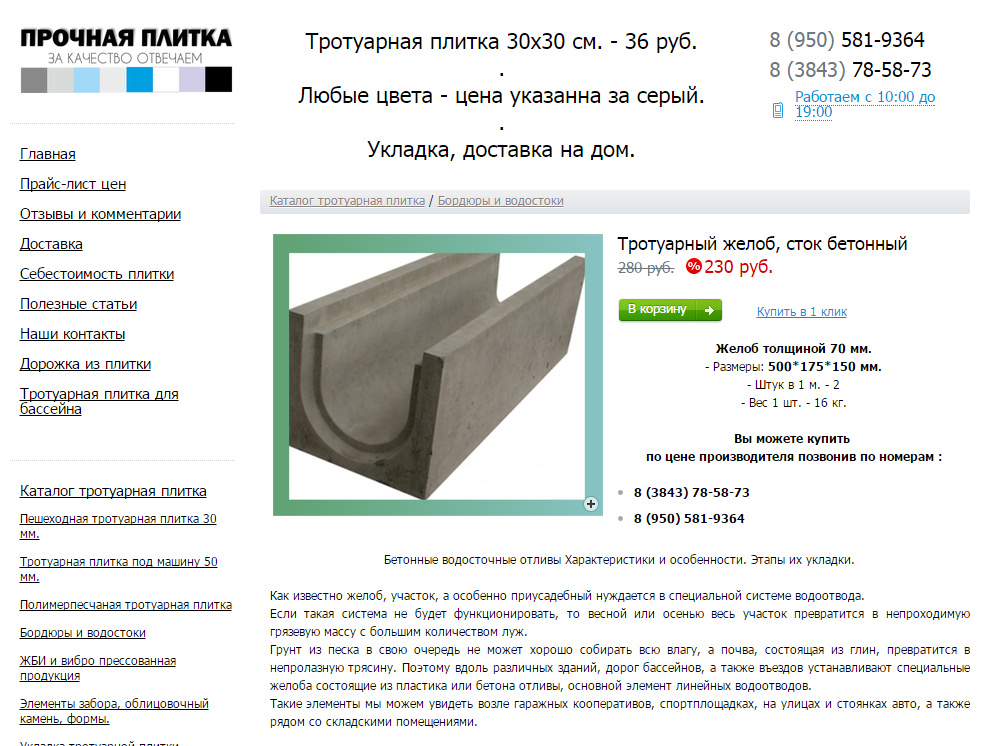 ПРОЧНАЯ ПЛИТКА
ЗА КАЧЕСТВО ОТВЕЧАЕМ
Тротуарная плитка 30х30 см. - 36 руб.
.
Любые цвета - цена указанна за серый.
.
Укладка, доставка на дом.
8 (950) 581-9364
8 (3843) 78-58-73
Работаем с 10:00 до
19:00
Главная
Прайс-лист цен
Отзывы и комментарии
Доставка
Себестоимость плитки
Полезные статьи
Наши контакты
Дорожка из плитки
Тротуарная плитка для
бассейна
Каталог тротуарная плитка
Пешеходная тротуарная плитка 30
мм.
Тротуарная плитка под машину 50
мм.
Полимерпесчаная тротуарная плитка
Бордюры и водостоки
ЖБИ и вибро прессованная
продукция
Элементы забора, облицовочный
камень, формы.
Укладка тротуарной плитки
Каталог тротуарная плитка / Бордюры и водостоки
Тротуарный желоб, сток бетонный
280 руб. % 230 руб.
В корзину
Купить в 1 клик
Желоб толщиной 70 мм.
- Размеры: 500*175*150 мм.
- Штук в 1 м. - 2
- Вес 1 шт. - 16 кг.
Вы можете купить
по цене производителя позвонив по номерам :
8 (3843) 78-58-73
8 (950) 581-9364
Бетонные водосточные отливы Характеристики и особенности. Этапы их укладки.
Как известно желоб, участок, а особенно приусадебный нуждается в специальной системе водоотвода.
Если такая система не будет функционировать, то весной или осенью весь участок превратится в непроходимую
грязевую массу с большим количеством луж.
Грунт из песка в свою очередь не может хорошо собирать всю влагу, а почва, состоящая из глин, превратится в
непролазную трясину. Поэтому вдоль различных зданий, дорог бассейнов, а также въездов устанавливают специальные
желоба состоящие из пластика или бетона отливы, основной элемент линейных водоотводов.
Такие элементы мы можем увидеть возле гаражных кооперативов, спортплощадках, на улицах и стоянках авто, а также
рядом со складскими помещениями.